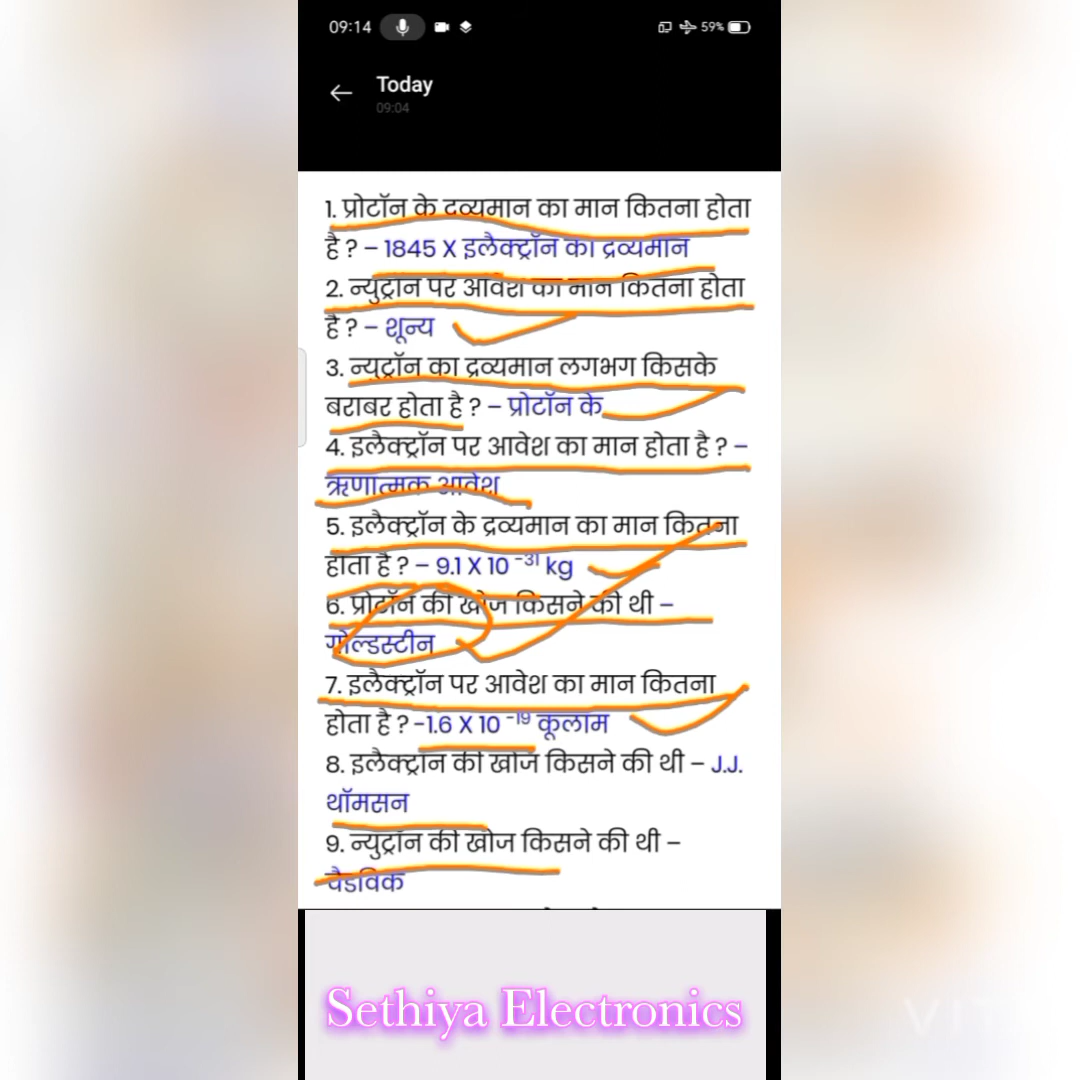 09:14 59%
Today
09:04
1. प्रोटॉन के द्रव्यमान का मान कितना होता
है ? – 1845 X इलैक्ट्रॉन का द्रव्यमान
2. न्युट्रॉन पर आवेश का मान कितना होता
है ? – शून्य
3. न्युट्रॉन का द्रव्यमान लगभग किसके
बराबर होता है ? – प्रोटॉन के
4. इलैक्ट्रॉन पर आवेश का मान होता है ? –
ऋणात्मक आवेश
5. इलैक्ट्रॉन के द्रव्यमान का मान कितना
होता है ? – 9.1 X 10 ⁻³¹ kg
6. प्रोटॉन की खोज किसने की थी –
गोल्डस्टीन
7. इलैक्ट्रॉन पर आवेश का मान कितना
होता है ? -1.6 X 10 ⁻¹⁹ कूलाम
8. इलैक्ट्रॉन की खोज किसने की थी – J.J.
थॉमसन
9. न्युट्रॉन की खोज किसने की थी –
चैडविक
Sethiya Electronics